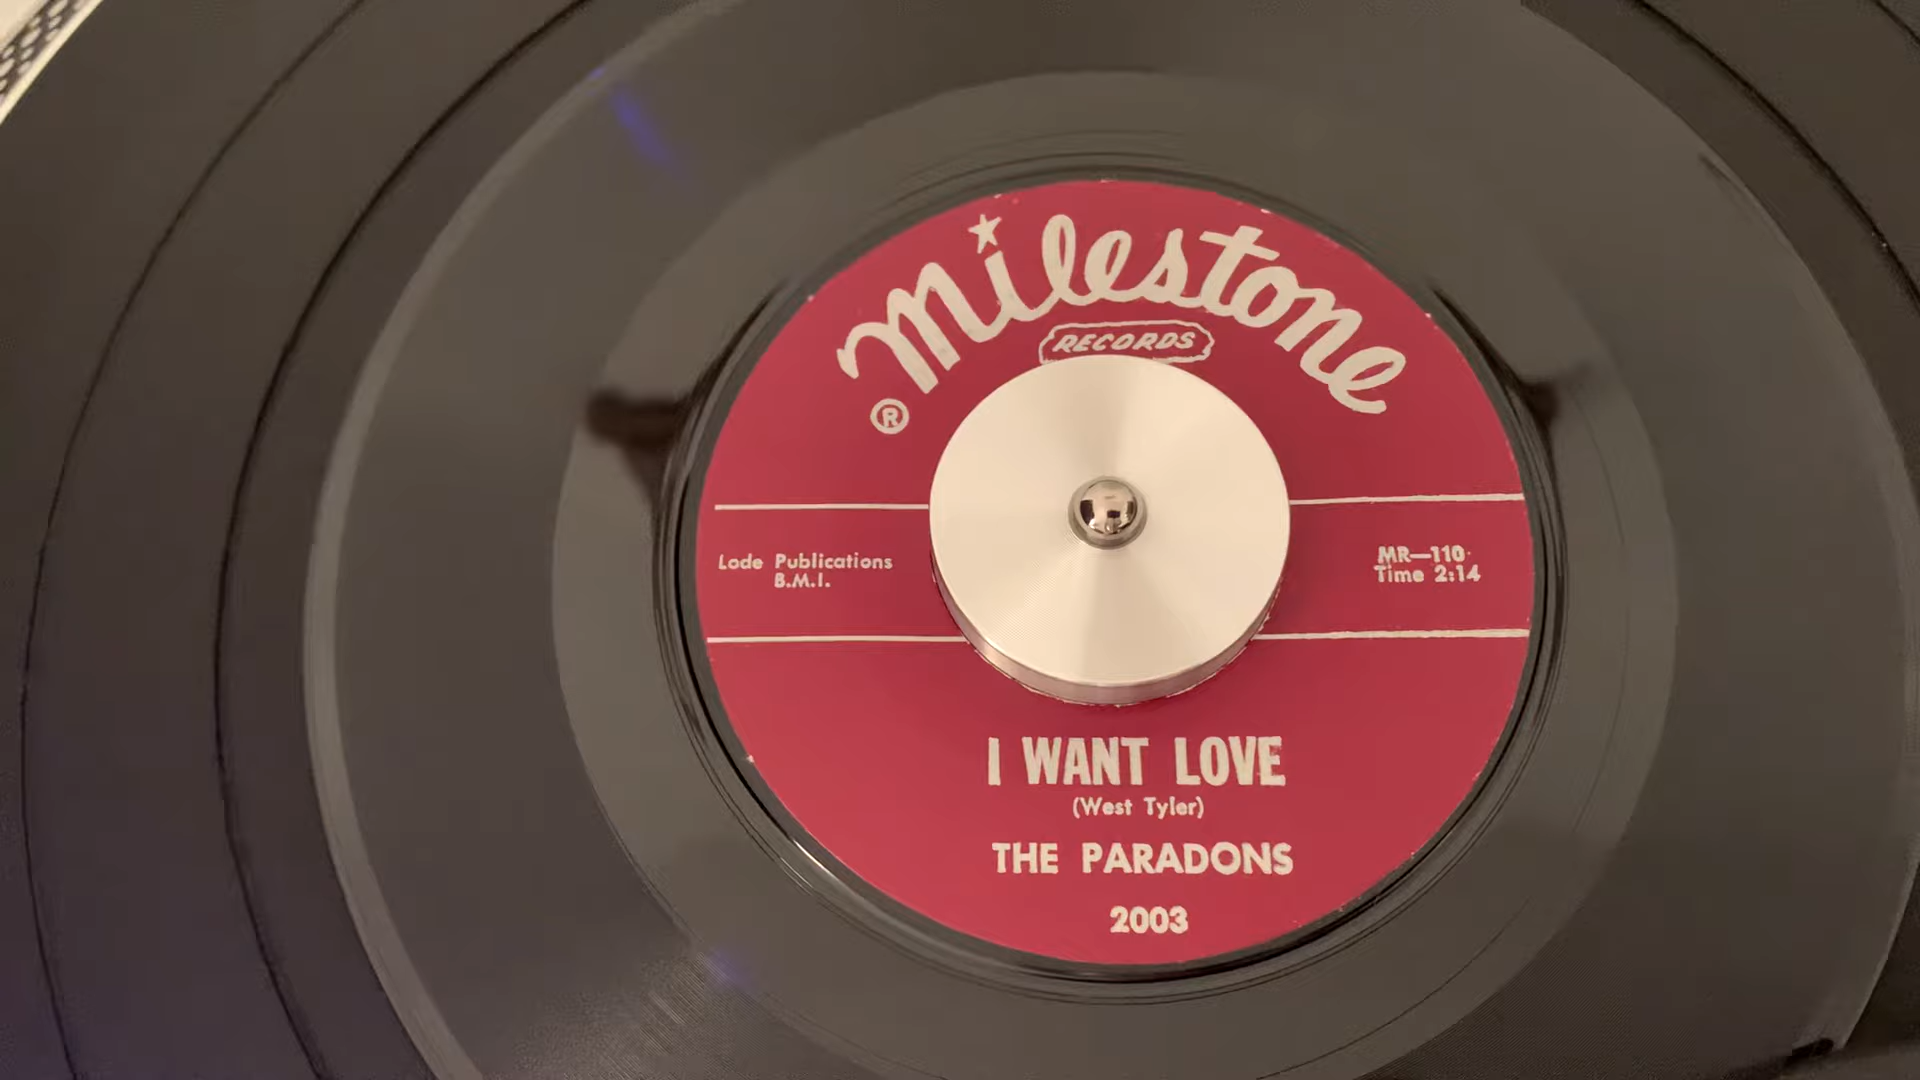 Milestone
RECORDS
®
Lode Publications
B.M.I.
MR—110
Time 2:14
I WANT LOVE
(West Tyler)
THE PARADONS
2003